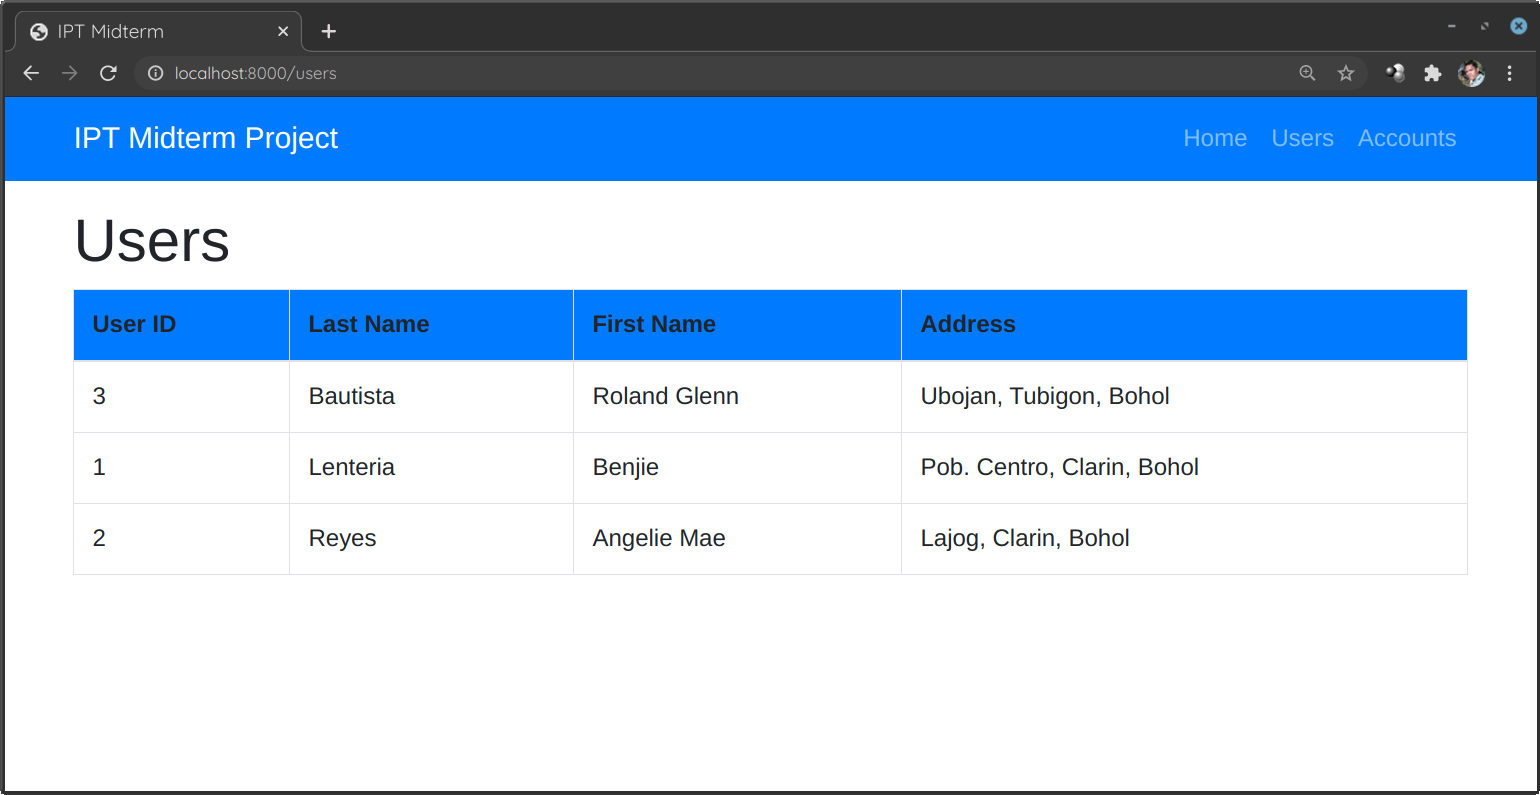 IPT Midterm
localhost:8000/users
IPT Midterm Project Home Users Accounts
Users
User ID Last Name First Name Address
3 Bautista Roland Glenn Ubojan, Tubigon, Bohol
1 Lenteria Benjie Pob. Centro, Clarin, Bohol
2 Reyes Angelie Mae Lajog, Clarin, Bohol